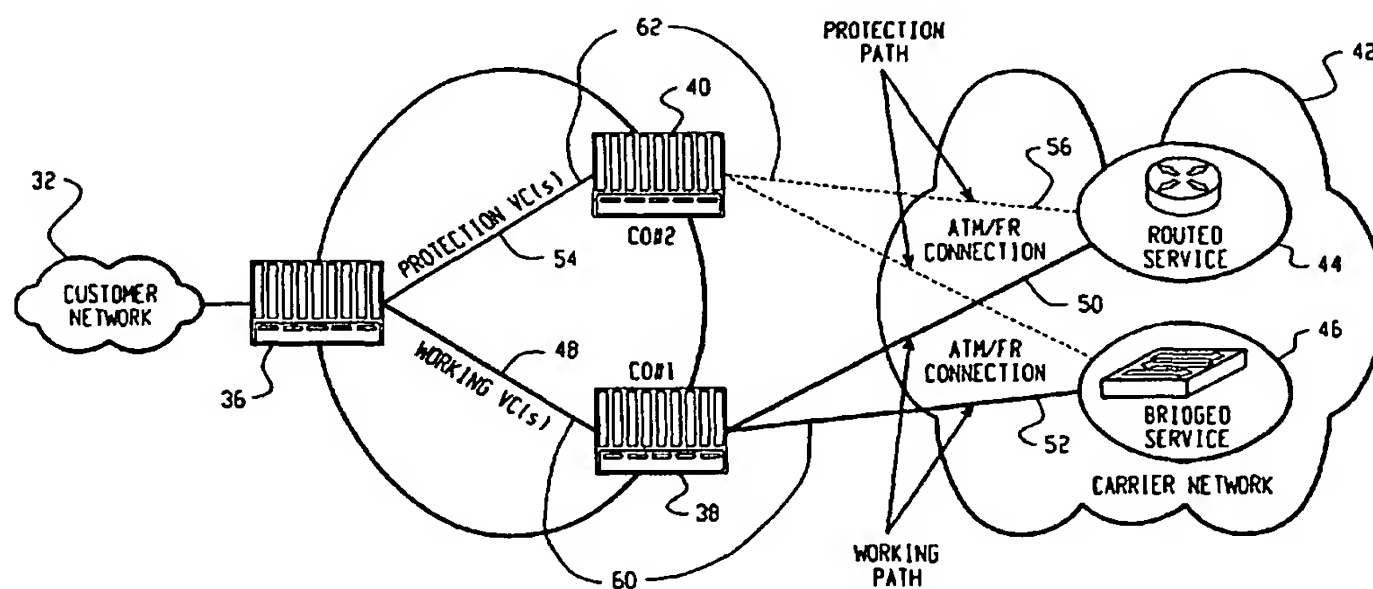 PROTECTION
PATH
62
42
40
32
56
PROTECTION VC(s)
54
CO#2
ATM/FR
CONNECTION
ROUTED
SERVICE
44
CUSTOMER
NETWORK
50
46
36
WORKING VC(s)
48
CO#1
ATM/FR
CONNECTION
BRIDGED
SERVICE
52
38
CARRIER NETWORK
60
WORKING
PATH